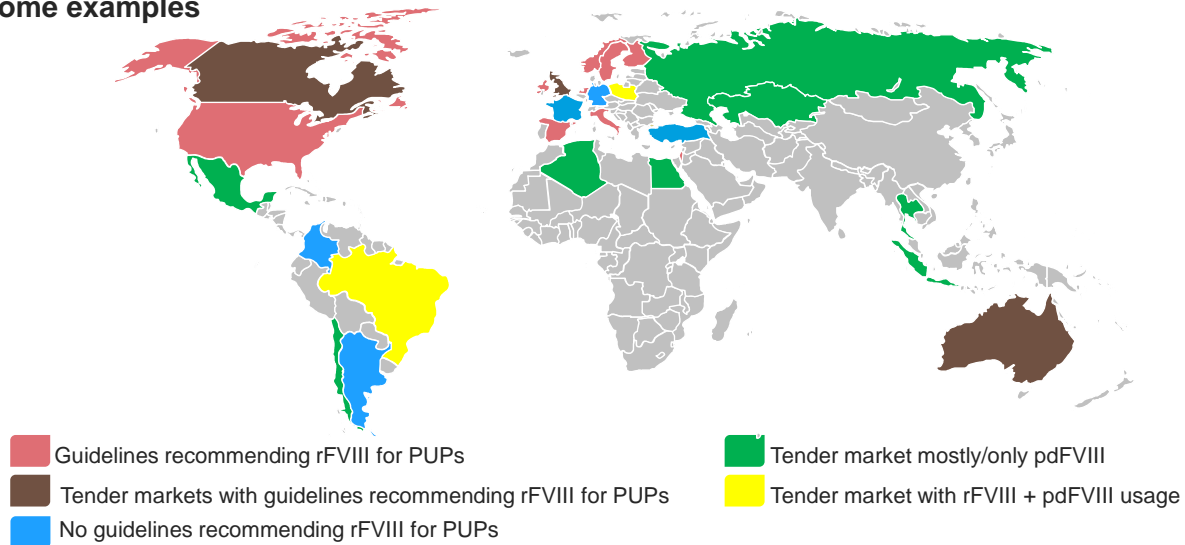 ome examples
Guidelines recommending rFVIII for PUPs
Tender market mostly/only pdFVIII
Tender markets with guidelines recommending rFVIII for PUPs
Tender market with rFVIII + pdFVIII usage
No guidelines recommending rFVIII for PUPs